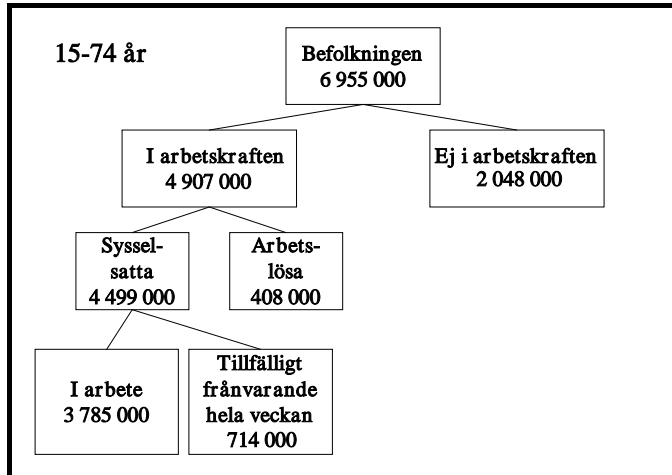 15-74 år
Befolkningen
6 955 000
I arbetskraften
4 907 000
Ej i arbetskraften
2 048 000
Syssel-
satta
4 499 000
Arbets-
lösa
408 000
I arbete
3 785 000
Tillfälligt
frånvarande
hela veckan
714 000